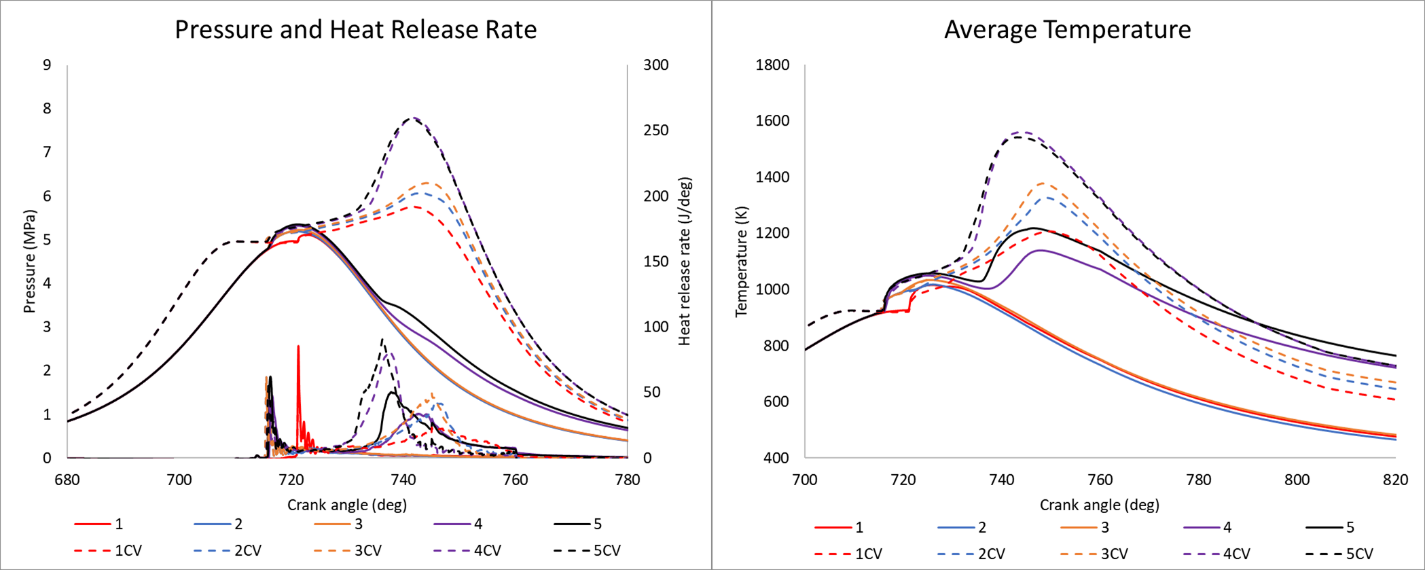 Pressure and Heat Release Rate
9
8
7
6
5
4
3
2
1
0
Pressure (MPa)
300
250
200
150
100
50
0
Heat release rate (J/deg)
680 700 720 740 760 780
Crank angle (deg)
1 2 3 4 5
1CV 2CV 3CV 4CV 5CV
Average Temperature
1800
1600
1400
1200
1000
800
600
400
Temperature (K)
700 720 740 760 780 800 820
Crank angle (deg)
1 2 3 4 5
1CV 2CV 3CV 4CV 5CV